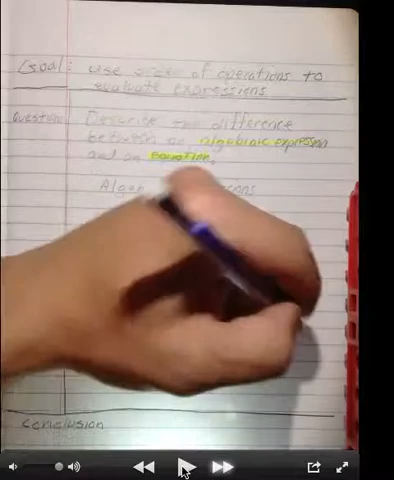 Goal: use order of operations to
evaluate expressions
Question: Describe the difference
between an algebraic expression
and an equation.
Algeb
conclusion